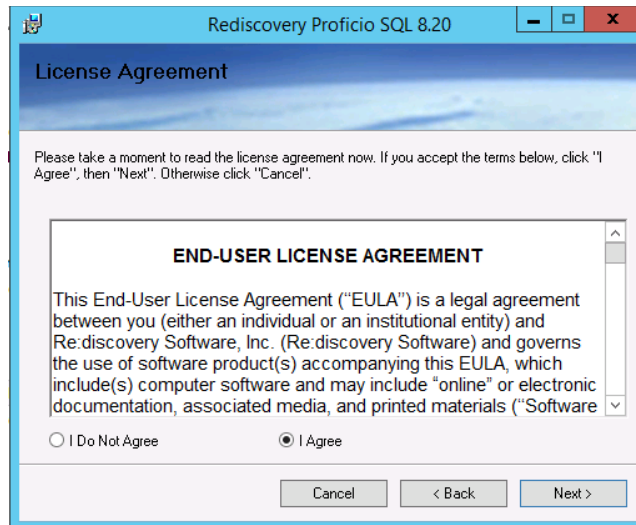 Rediscovery Proficio SQL 8.20
License Agreement
Please take a moment to read the license agreement now. If you accept the terms below, click "I
Agree", then "Next". Otherwise click "Cancel".
END-USER LICENSE AGREEMENT
This End-User License Agreement (“EULA”) is a legal agreement
between you (either an individual or an institutional entity) and
Re:discovery Software, Inc. (Re:discovery Software) and governs
the use of software product(s) accompanying this EULA, which
include(s) computer software and may include “online” or electronic
documentation, associated media, and printed materials (“Software
I Do Not Agree
I Agree
Cancel
< Back
Next >